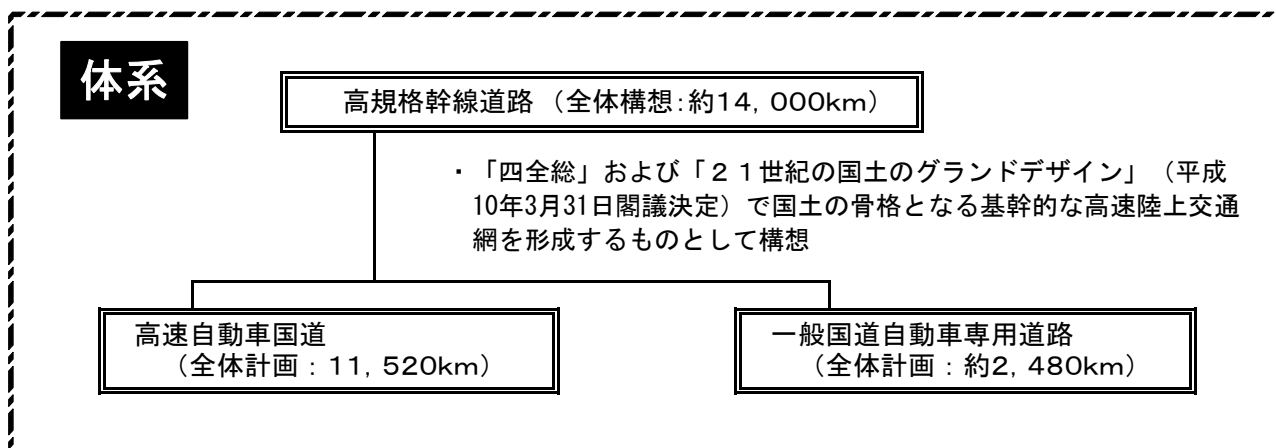 体系
高規格幹線道路（全体構想：約14，000km）
・「四全総」および「２１世紀の国土のグランドデザイン」（平成
10年3月31日閣議決定）で国土の骨格となる基幹的な高速陸上交通
網を形成するものとして構想
高速自動車国道
（全体計画：11，520km）
一般国道自動車専用道路
（全体計画：約2，480km）